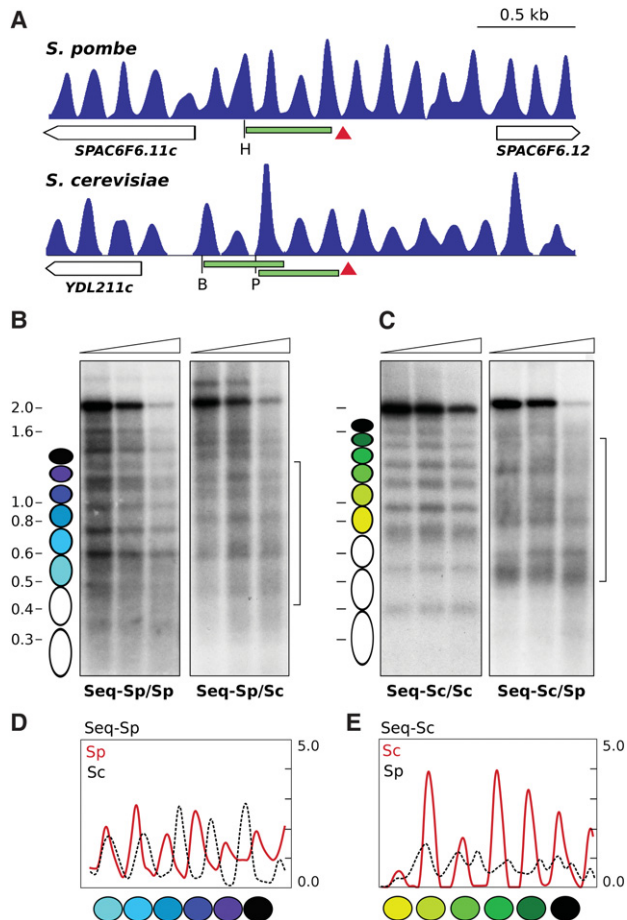 A
0.5 kb
S. pombe
SPAC6F6.11c
H
SPAC6F6.12
S. cerevisiae
YDL211c
B
P
B
C
2.0
1.6
1.0
0.8
0.6
0.5
0.4
0.3
Seq-Sp/Sp
Seq-Sp/Sc
Seq-Sc/Sc
Seq-Sc/Sp
D
Seq-Sp
Sp
Sc
5.0
0.0
E
Seq-Sc
Sc
Sp
5.0
0.0